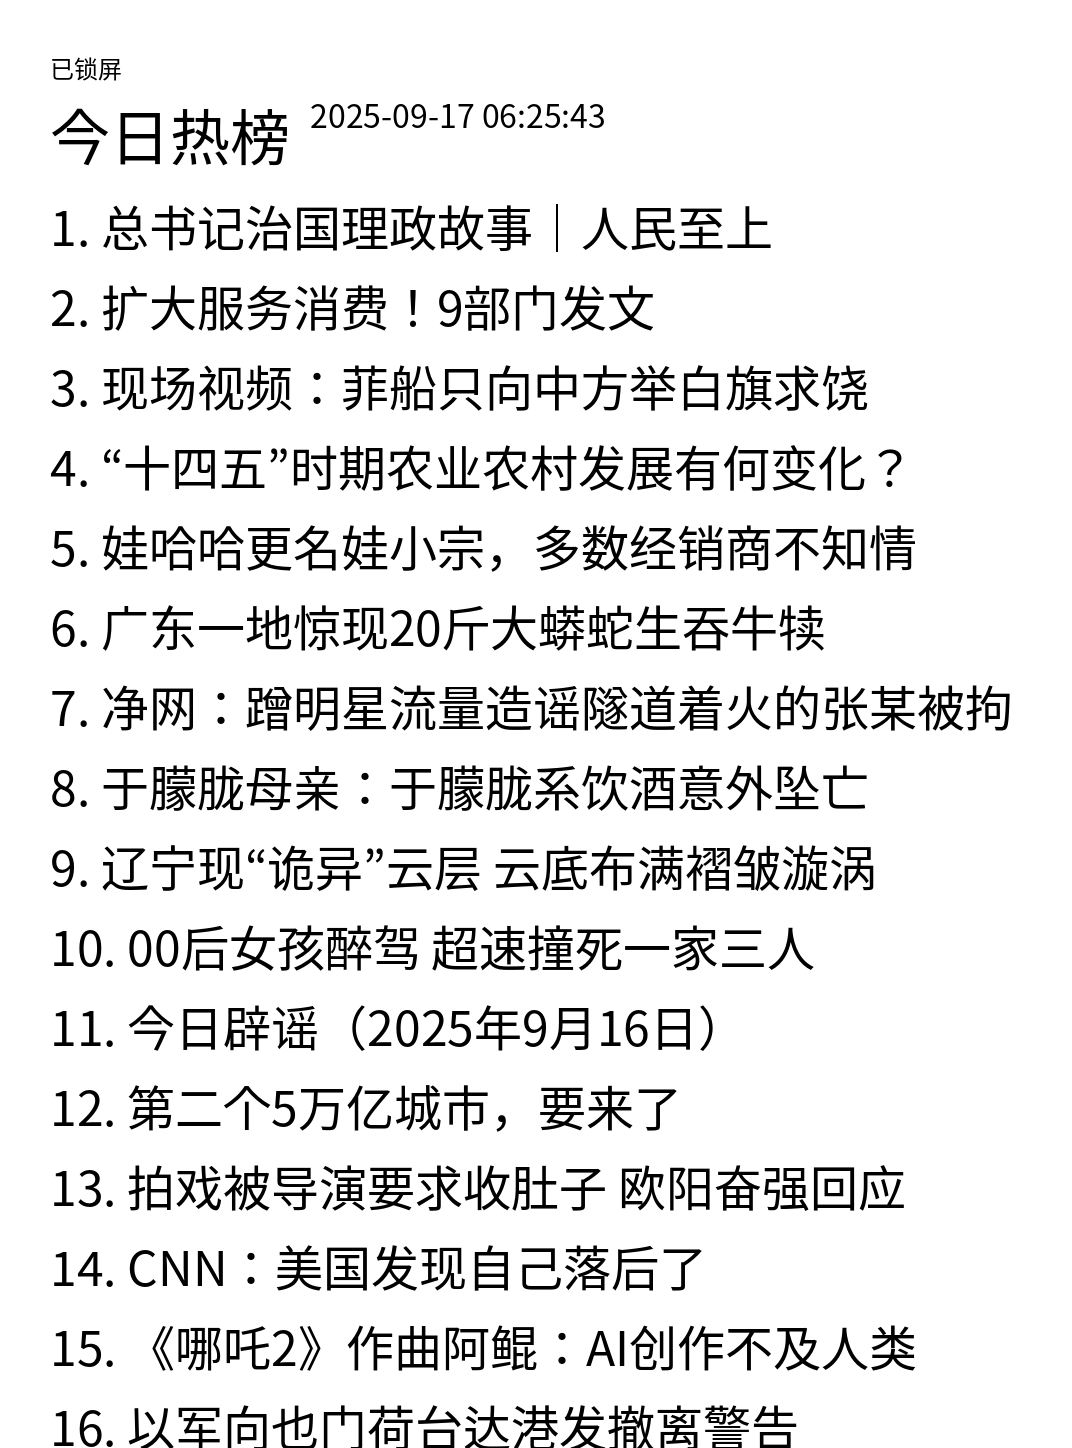 已锁屏
今日热榜 2025-09-17 06:25:43
1. 总书记治国理政故事｜人民至上
2. 扩大服务消费！9部门发文
3. 现场视频：菲船只向中方举白旗求饶
4. “十四五”时期农业农村发展有何变化？
5. 娃哈哈更名娃小宗，多数经销商不知情
6. 广东一地惊现20斤大蟒蛇生吞牛犊
7. 净网：蹭明星流量造谣隧道着火的张某被拘
8. 于朦胧母亲：于朦胧系饮酒意外坠亡
9. 辽宁现“诡异”云层 云底布满褶皱漩涡
10. 00后女孩醉驾 超速撞死一家三人
11. 今日辟谣（2025年9月16日）
12. 第二个5万亿城市，要来了
13. 拍戏被导演要求收肚子 欧阳奋强回应
14. CNN：美国发现自己落后了
15. 《哪吒2》作曲阿鲲：AI创作不及人类
16. 以军向也门荷台达港发撤离警告